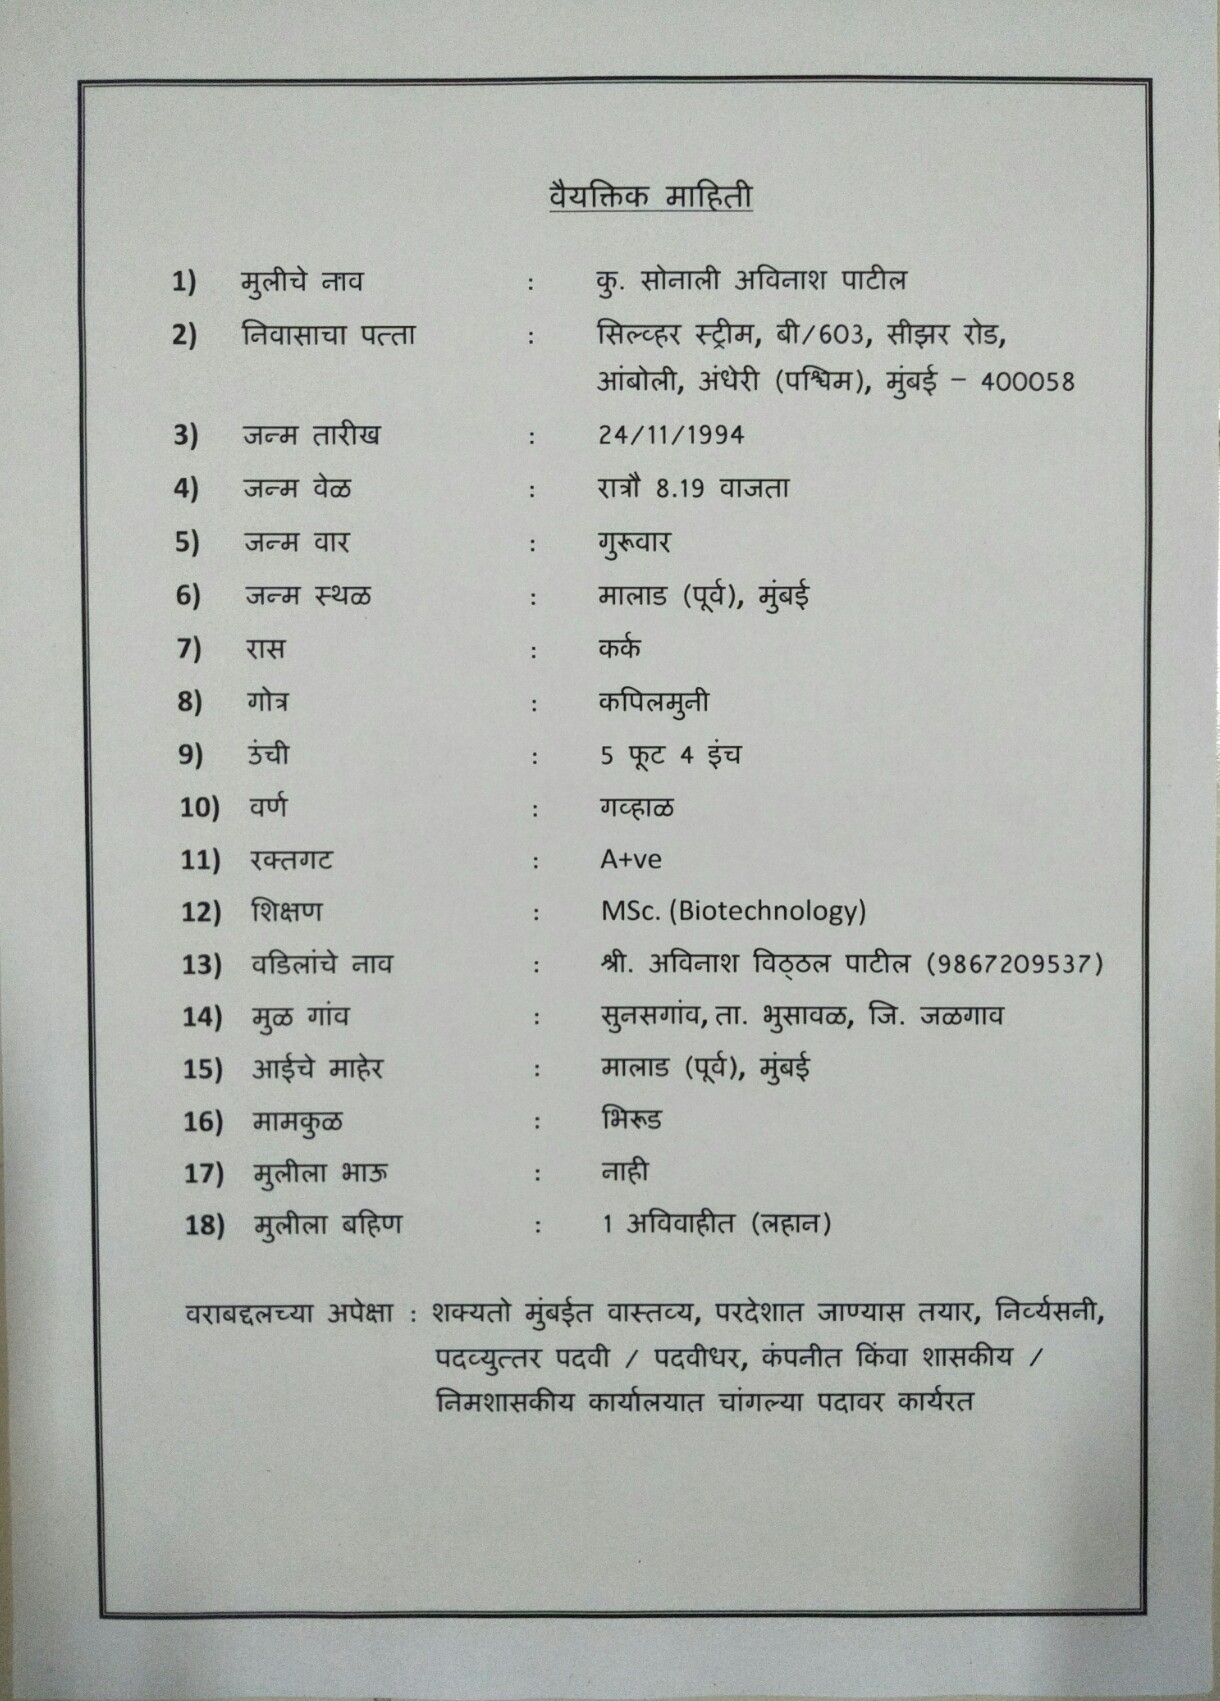 वैयक्तिक माहिती
1) मुलीचे नाव : कु. सोनाली अविनाश पाटील
2) निवासाचा पत्ता : सिल्व्हर स्ट्रीम, बी/603, सीझर रोड,
आंबोली, अंधेरी (पश्चिम), मुंबई – 400058
3) जन्म तारीख : 24/11/1994
4) जन्म वेळ : रात्रौ 8.19 वाजता
5) जन्म वार : गुरूवार
6) जन्म स्थळ : मालाड (पूर्व), मुंबई
7) रास : कर्क
8) गोत्र : कपिलमुनी
9) उंची : 5 फूट 4 इंच
10) वर्ण : गव्हाळ
11) रक्तगट : A+ve
12) शिक्षण : MSc. (Biotechnology)
13) वडिलांचे नाव : श्री. अविनाश विठ्ठल पाटील (9867209537)
14) मुळ गांव : सुनसगांव, ता. भुसावळ, जि. जळगाव
15) आईचे माहेर : मालाड (पूर्व), मुंबई
16) मामकुळ : भिरूड
17) मुलीला भाऊ : नाही
18) मुलीला बहिण : 1 अविवाहीत (लहान)
वराबद्दलच्या अपेक्षा : शक्यतो मुंबईत वास्तव्य, परदेशात जाण्यास तयार, निर्व्यसनी,
पदव्युत्तर पदवी / पदवीधर, कंपनीत किंवा शासकीय /
निमशासकीय कार्यालयात चांगल्या पदावर कार्यरत